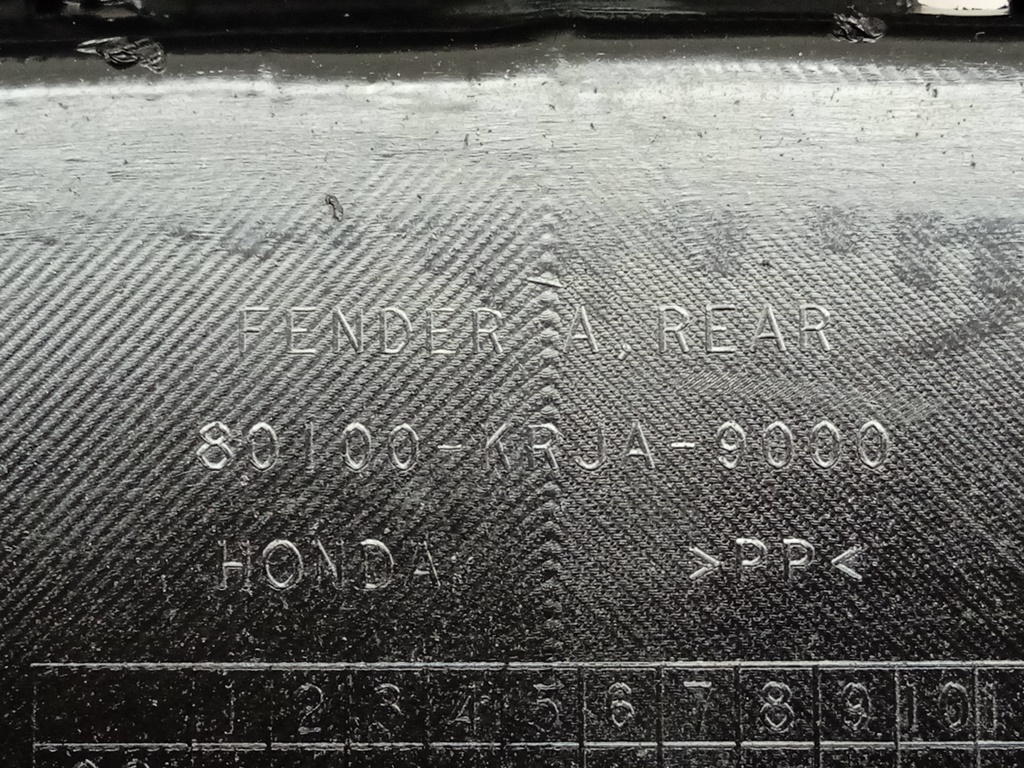 FENDER A, REAR
80100-KRJA-9000
HONDA >PP<
1 2 3 4 5 6 7 8 9 10